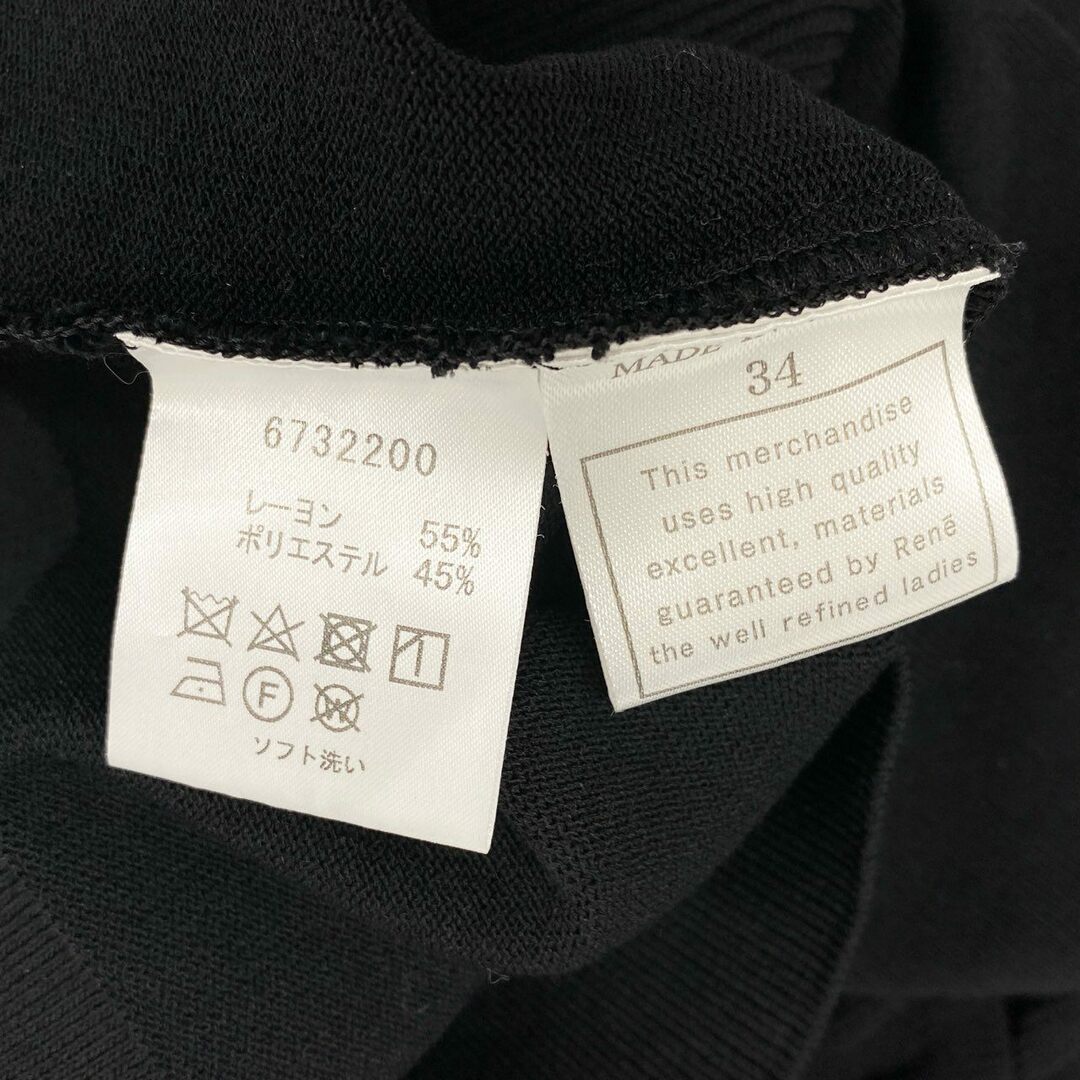 6732200
レーヨン 55%
ポリエステル 45%
F
W
ソフト洗い
MADE
34
This merchandise
uses high quality
excellent, materials
guaranteed by René
the well refined ladies